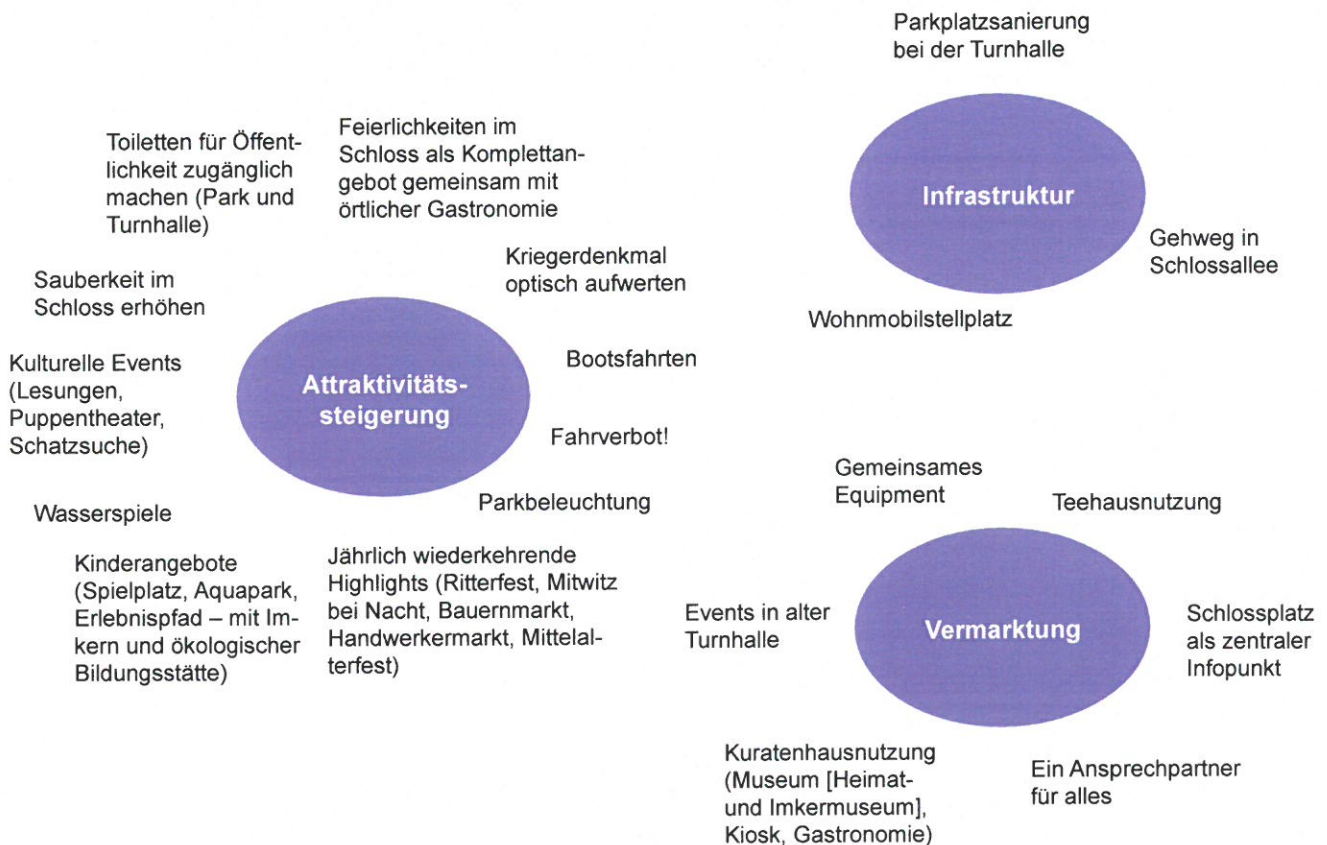 Parkplatzsanierung
bei der Turnhalle
Infrastruktur
Gehweg in
Schlossallee
Wohnmobilstellplatz
Toiletten für Öffent-
lichkeit zugänglich
machen (Park und
Turnhalle)
Feierlichkeiten im
Schloss als Komplettan-
gebot gemeinsam mit
örtlicher Gastronomie
Kriegerdenkmal
optisch aufwerten
Sauberkeit im
Schloss erhöhen
Bootsfahrten
Kulturelle Events
(Lesungen,
Puppentheater,
Schatzsuche)
Attraktivitäts-
steigerung
Fahrverbot!
Parkbeleuchtung
Wasserspiele
Kinderangebote
(Spielplatz, Aquapark,
Erlebnispfad – mit Im-
kern und ökologischer
Bildungsstätte)
Jährlich wiederkehrende
Highlights (Ritterfest, Mitwitz
bei Nacht, Bauernmarkt,
Handwerkermarkt, Mittelal-
terfest)
Gemeinsames
Equipment
Teehausnutzung
Events in alter
Turnhalle
Vermarktung
Schlossplatz
als zentraler
Infopunkt
Kuratenhausnutzung
(Museum [Heimat-
und Imkermuseum],
Kiosk, Gastronomie)
Ein Ansprechpartner
für alles